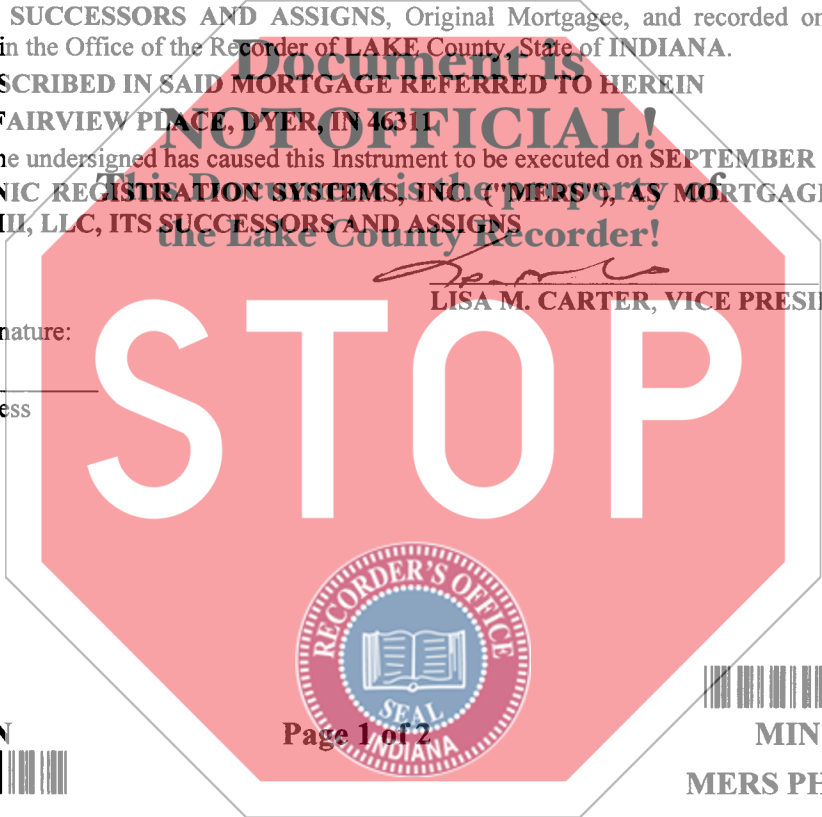 SUCCESSORS AND ASSIGNS, Original Mortgagee, and recorded on
in the Office of the Recorder of LAKE County, State of INDIANA.
Document is
SCRIBED IN SAID MORTGAGE REFERRED TO HEREIN
FAIRVIEW PLACE, DYER, IN 46311
NOT OFFICIAL!
he undersigned has caused this Instrument to be executed on SEPTEMBER
This Document is the property of
NIC REGISTRATION SYSTEMS, INC. ("MERS"), AS MORTGAGE
III, LLC, ITS SUCCESSORS AND ASSIGNS
the Lake County Recorder!
LISA M. CARTER, VICE PRESI
nature:
ess
STOP
RECORDER'S OFFICE
SEAL
INDIANA
N
Page 1 of 2
MIN
MERS PH